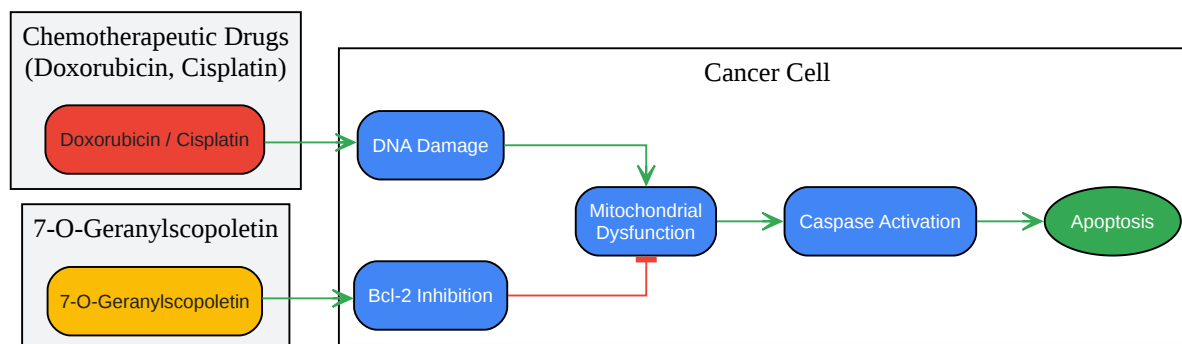 Chemotherapeutic Drugs
(Doxorubicin, Cisplatin)
Doxorubicin / Cisplatin
7-O-Geranylscopoletin
7-O-Geranylscopoletin
Cancer Cell
DNA Damage
Bcl-2 Inhibition
Mitochondrial
Dysfunction
Caspase Activation
Apoptosis